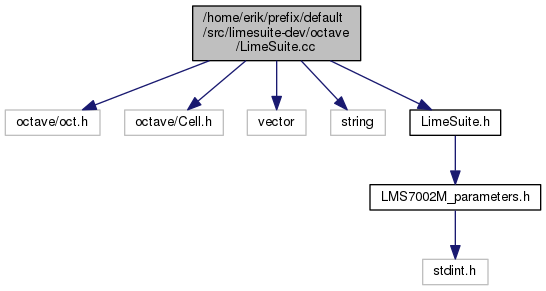 /home/erik/prefix/default
/src/limesuite-dev/octave
/LimeSuite.cc
octave/oct.h
octave/Cell.h
vector
string
LimeSuite.h
LMS7002M_parameters.h
stdint.h